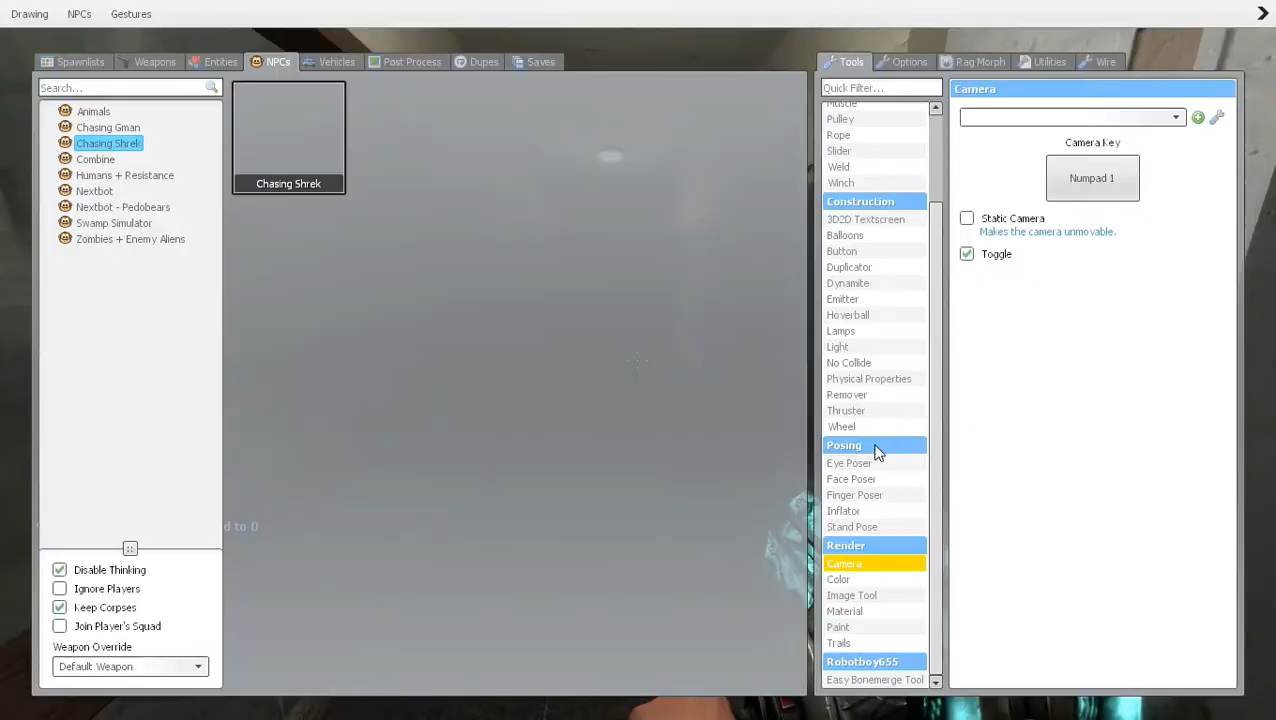 Drawing NPCs Gestures
Spawnlists Weapons Entities NPCs Vehicles Post Process Dupes Saves
Search...
Animals
Chasing Gman
Chasing Shrek
Combine
Humans + Resistance
Nextbot
Nextbot - Pedobears
Swamp Simulator
Zombies + Enemy Aliens
Chasing Shrek
d to 0
Disable Thinking
Ignore Players
Keep Corpses
Join Player's Squad
Weapon Override
Default Weapon
Tools Options Rag Morph Utilities Wire
Quick Filter...
Muscle
Pulley
Rope
Slider
Weld
Winch
Construction
3D2D Textscreen
Balloons
Button
Duplicator
Dynamite
Emitter
Hoverball
Lamps
Light
No Collide
Physical Properties
Remover
Thruster
Wheel
Posing
Eye Poser
Face Poser
Finger Poser
Inflator
Stand Pose
Render
Camera
Color
Image Tool
Material
Paint
Trails
Robotboy655
Easy Bonemerge Tool
Camera
Camera Key
Numpad 1
Static Camera
Makes the camera unmovable.
Toggle